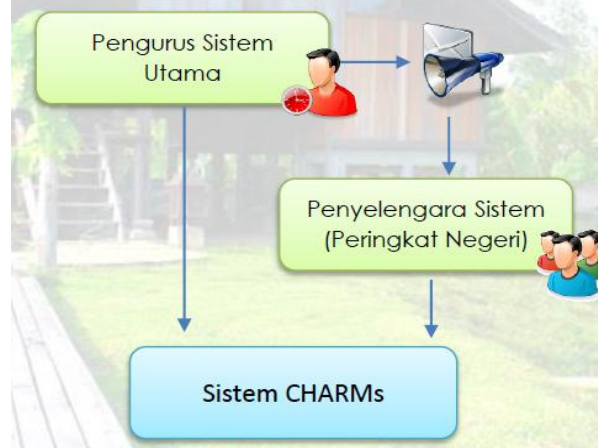 Pengurus Sistem
Utama
Penyelengara Sistem
(Peringkat Negeri)
Sistem CHARMs